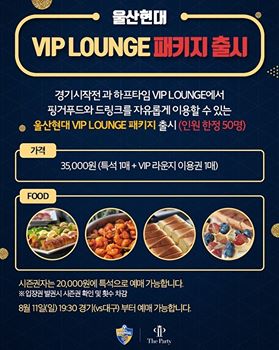 울산현대
VIP LOUNGE 패키지 출시
경기시작전 과 하프타임 VIP LOUNGE에서
핑거푸드와 드링크를 자유롭게 이용할 수 있는
울산현대 VIP LOUNGE 패키지 출시 (인원 한정 50명)
가격
35,000원 (특석 1매 + VIP 라운지 이용권 1매)
FOOD
시즌권자는 20,000원에 특석으로 예매 가능합니다.
※ 입장권 발권시 시즌권 확인 및 횟수 차감
8월 11일(일) 19:30 경기(vs대구) 부터 예매 가능합니다.
The Party